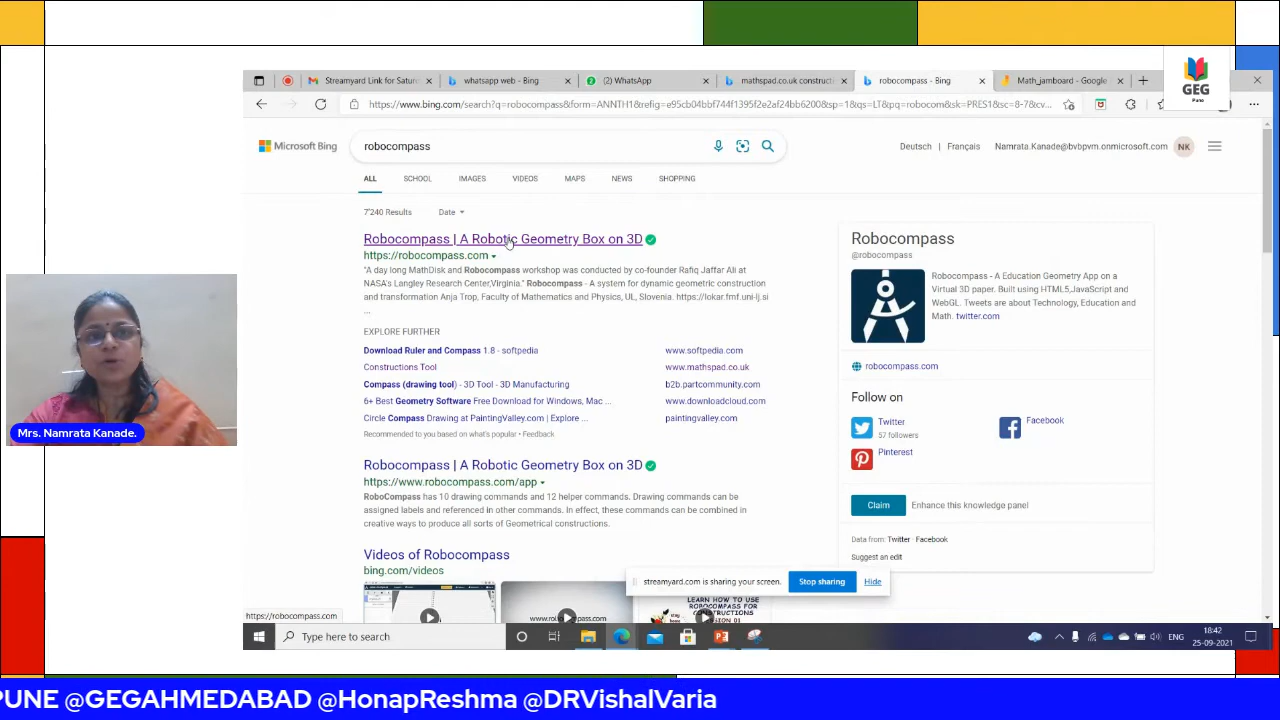 Streamyard Link for Satur
whatsapp web - Bing
(2) WhatsApp
mathspad.co.uk constructi
robocompass - Bing
Math_jamboard - Google
GEG
Pune
https://www.bing.com/search?q=robocompass&form=ANNTH1&refig=e95cb04bbf744f1395f2e2af24bb6200&sp=1&qs=LT&pq=robocom&sk=PRES1&sc=8-7&cv...
Microsoft Bing
robocompass
Deutsch | Français
Namrata.Kanade@bvbpvm.onmicrosoft.com
NK
ALL
SCHOOL
IMAGES
VIDEOS
MAPS
NEWS
SHOPPING
7'240 Results
Date
Robocompass | A Robotic Geometry Box on 3D
https://robocompass.com
"A day long MathDisk and Robocompass workshop was conducted by co-founder Rafiq Jaffar Ali at
NASA's Langley Research Center,Virginia." Robocompass - A system for dynamic geometric construction
and transformation Anja Trop, Faculty of Mathematics and Physics, UL, Slovenia. https://lokar.fmf.uni-lj.si
...
EXPLORE FURTHER
Download Ruler and Compass 1.8 - softpedia
www.softpedia.com
Constructions Tool
www.mathspad.co.uk
Compass (drawing tool) - 3D Tool - 3D Manufacturing
b2b.partcommunity.com
6+ Best Geometry Software Free Download for Windows, Mac ...
www.downloadcloud.com
Circle Compass Drawing at PaintingValley.com | Explore ...
paintingvalley.com
Recommended to you based on what's popular • Feedback
Robocompass | A Robotic Geometry Box on 3D
https://www.robocompass.com/app
RoboCompass has 10 drawing commands and 12 helper commands. Drawing commands can be
assigned labels and referenced in other commands. In effect, these commands can be combined in
creative ways to produce all sorts of Geometrical constructions.
Videos of Robocompass
bing.com/videos
www.robocompass.com
LEARN HOW TO USE
ROBOCOMPASS FOR
CONSTRUCTIONS
Robocompass
@robocompass
Robocompass - A Education Geometry App on a
Virtual 3D paper. Built using HTML5,JavaScript and
WebGL. Tweets are about Technology, Education and
Math. twitter.com
robocompass.com
Follow on
Twitter
57 followers
Facebook
Pinterest
Claim
Enhance this knowledge panel
Data from: Twitter · Facebook
Suggest an edit
streamyard.com is sharing your screen.
Stop sharing
Hide
https://robocompass.com
Type here to search
ENG
18:42
25-09-2021
Mrs. Namrata Kanade.
PUNE @GEGAHMEDABAD @HonapReshma @DRVishalVaria